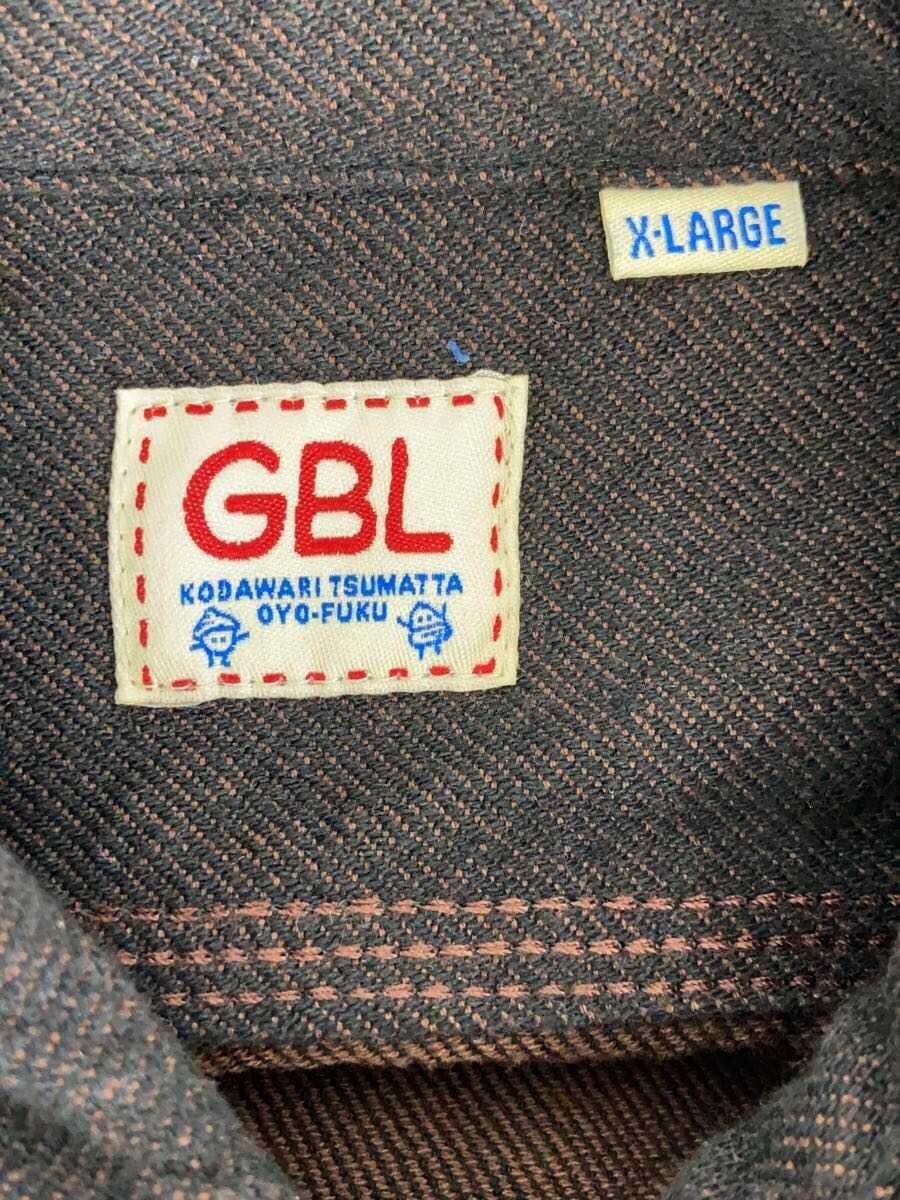 X-LARGE
GBL
KODAWARI TSUMATTA
OYO-FUKU